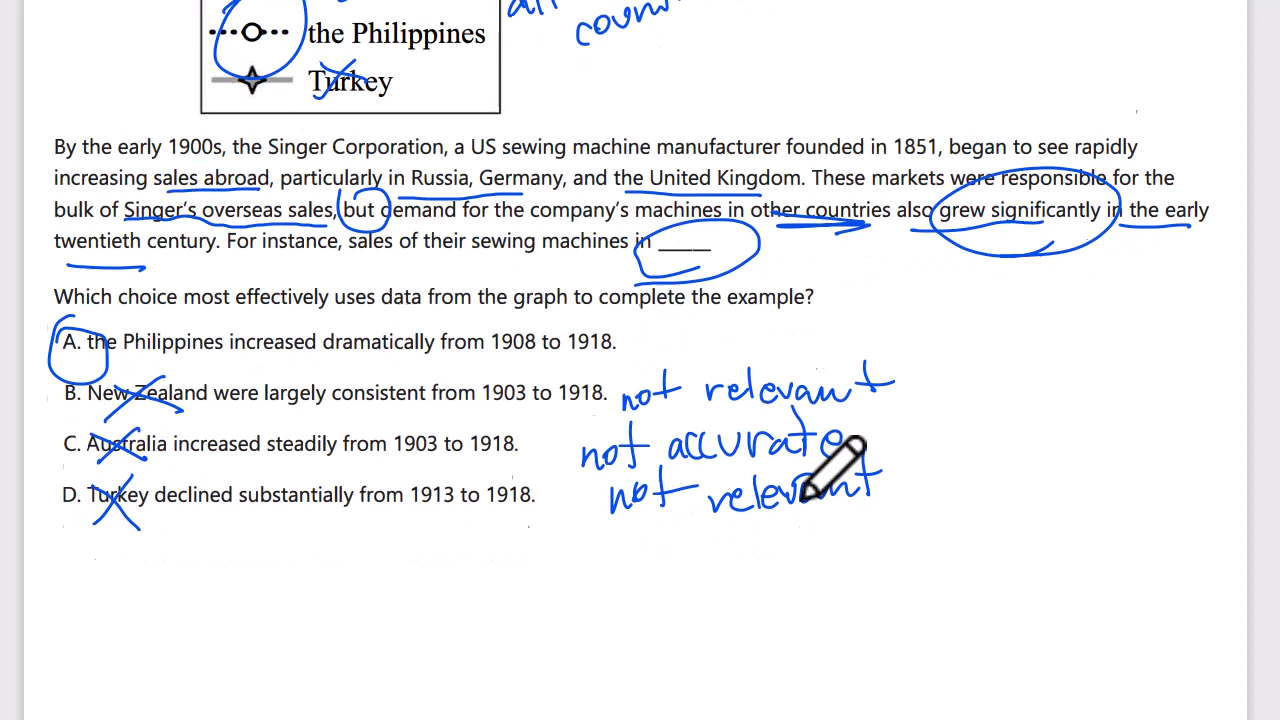 the Philippines
Turkey
By the early 1900s, the Singer Corporation, a US sewing machine manufacturer founded in 1851, began to see rapidly
increasing sales abroad, particularly in Russia, Germany, and the United Kingdom. These markets were responsible for the
bulk of Singer's overseas sales, but demand for the company's machines in other countries also grew significantly in the early
twentieth century. For instance, sales of their sewing machines in ____
Which choice most effectively uses data from the graph to complete the example?
A. the Philippines increased dramatically from 1908 to 1918.
B. New Zealand were largely consistent from 1903 to 1918. not relevant
C. Australia increased steadily from 1903 to 1918. not accurate
D. Turkey declined substantially from 1913 to 1918. not relevant